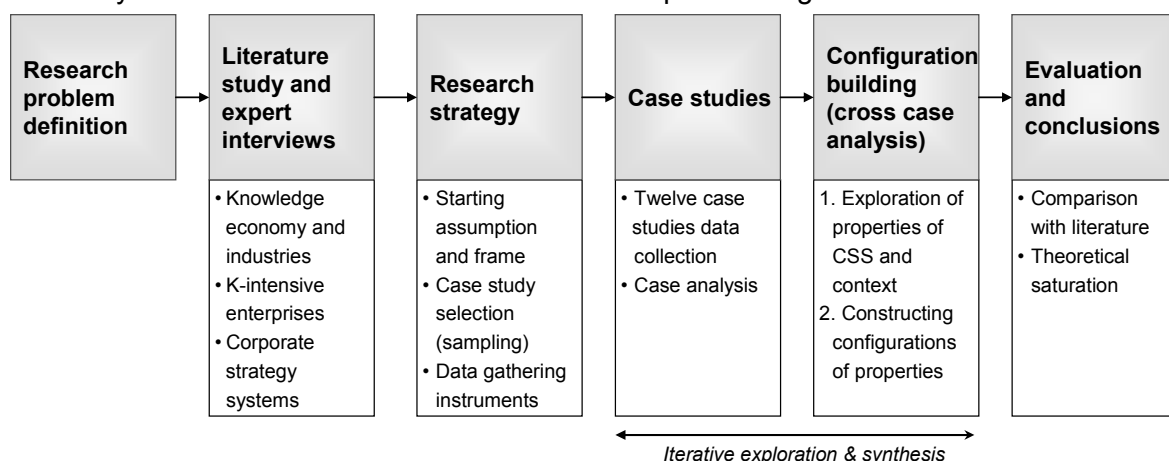 Research
problem
definition
Literature
study and
expert
interviews
• Knowledge
economy and
industries
• K-intensive
enterprises
• Corporate
strategy
systems
Research
strategy
• Starting
assumption
and frame
• Case study
selection
(sampling)
• Data gathering
instruments
Case studies
• Twelve case
studies data
collection
• Case analysis
Configuration
building
(cross case
analysis)
1. Exploration of
properties of
CSS and
context
2. Constructing
configurations
of properties
Evaluation
and
conclusions
• Comparison
with literature
• Theoretical
saturation
Iterative exploration & synthesis